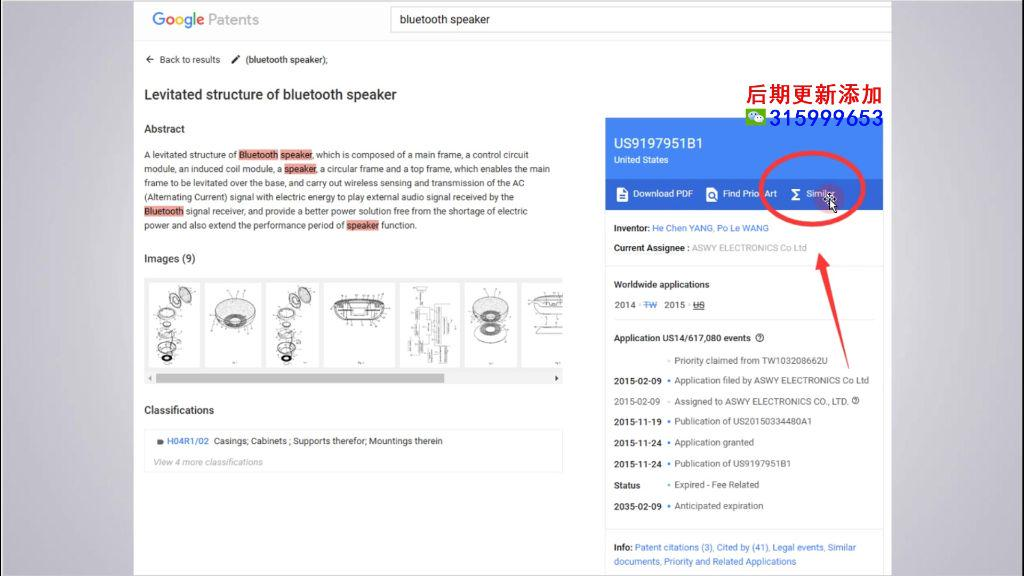 Google Patents
bluetooth speaker
Back to results
(bluetooth speaker);
Levitated structure of bluetooth speaker
后期更新添加
315999653
Abstract
A levitated structure of Bluetooth speaker, which is composed of a main frame, a control circuit
module, an induced coil module, a speaker, a circular frame and a top frame, which enables the main
frame to be levitated over the base, and carry out wireless sensing and transmission of the AC
(Alternating Current) signal with electric energy to play external audio signal received by the
Bluetooth signal receiver, and provide a better power solution free from the shortage of electric
power and also extend the performance period of speaker function.
Images (9)
Classifications
H04R1/02 Casings; Cabinets ; Supports therefor; Mountings therein
View 4 more classifications
US9197951B1
United States
Download PDF
Find Prior Art
Similar
Inventor: He Chen YANG, Po Le WANG
Current Assignee : ASWY ELECTRONICS Co Ltd
Worldwide applications
2014 · TW 2015 · US
Application US14/617,080 events
Priority claimed from TW103208662U
2015-02-09 • Application filed by ASWY ELECTRONICS Co Ltd
2015-02-09 • Assigned to ASWY ELECTRONICS CO., LTD.
2015-11-19 • Publication of US20150334480A1
2015-11-24 • Application granted
2015-11-24 • Publication of US9197951B1
Status • Expired - Fee Related
2035-02-09 • Anticipated expiration
Info: Patent citations (3), Cited by (41), Legal events, Similar
documents, Priority and Related Applications